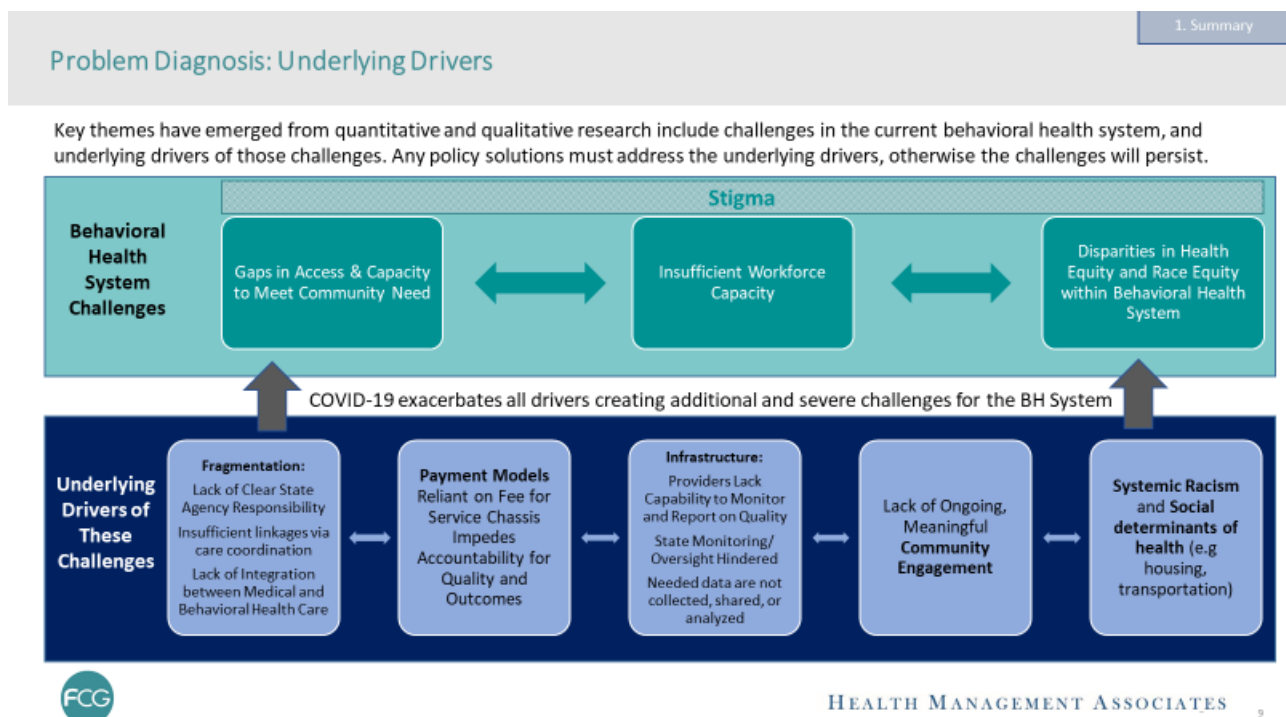 1. Summary
Problem Diagnosis: Underlying Drivers
Key themes have emerged from quantitative and qualitative research include challenges in the current behavioral health system, and
underlying drivers of those challenges. Any policy solutions must address the underlying drivers, otherwise the challenges will persist.
Stigma
Behavioral
Health
System
Challenges
Gaps in Access & Capacity
to Meet Community Need
Insufficient Workforce
Capacity
Disparities in Health
Equity and Race Equity
within Behavioral Health
System
COVID-19 exacerbates all drivers creating additional and severe challenges for the BH System
Underlying
Drivers of
These
Challenges
Fragmentation:
Lack of Clear State
Agency Responsibility
Insufficient linkages via
care coordination
Lack of Integration
between Medical and
Behavioral Health Care
Payment Models
Reliant on Fee for
Service Chassis
Impedes
Accountability for
Quality and
Outcomes
Infrastructure:
Providers Lack
Capability to Monitor
and Report on Quality
State Monitoring/
Oversight Hindered
Needed data are not
collected, shared, or
analyzed
Lack of Ongoing,
Meaningful
Community
Engagement
Systemic Racism
and Social
determinants of
health (e.g
housing,
transportation)
FCG
HEALTH MANAGEMENT ASSOCIATES
9